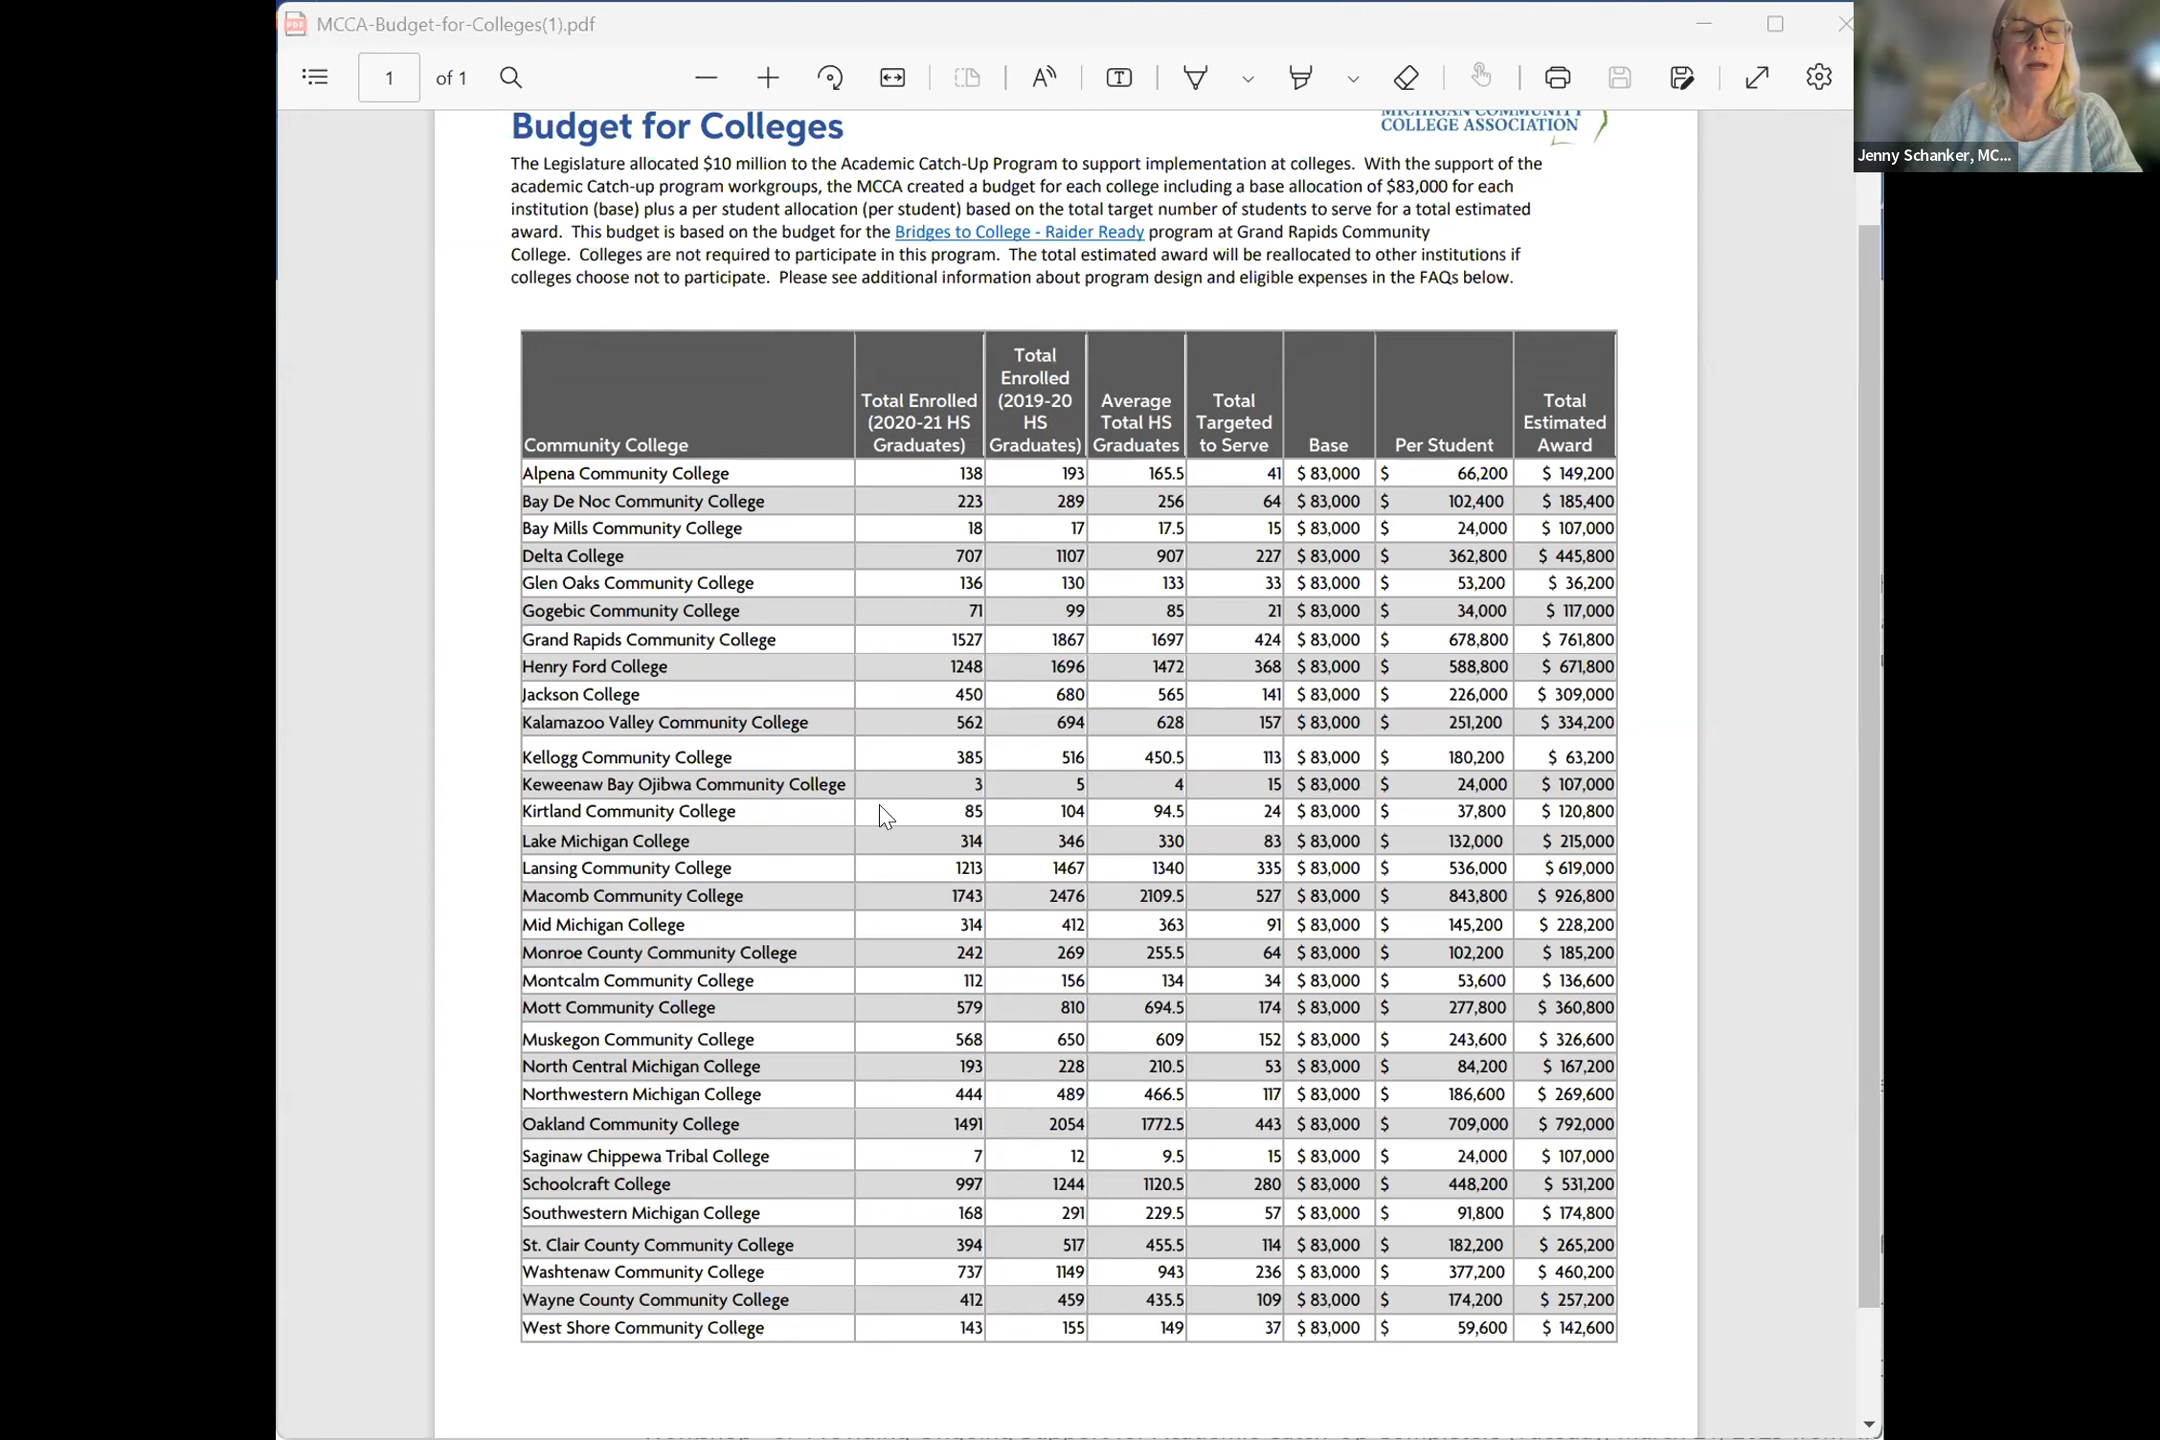 MCCA-Budget-for-Colleges(1).pdf
1 of 1
Budget for Colleges
MICHIGAN COMMUNITY
COLLEGE ASSOCIATION
Jenny Schanker, MC...
The Legislature allocated $10 million to the Academic Catch-Up Program to support implementation at colleges.  With the support of the
academic Catch-up program workgroups, the MCCA created a budget for each college including a base allocation of $83,000 for each
institution (base) plus a per student allocation (per student) based on the total target number of students to serve for a total estimated
award.  This budget is based on the budget for the Bridges to College - Raider Ready program at Grand Rapids Community
College.  Colleges are not required to participate in this program.  The total estimated award will be reallocated to other institutions if
colleges choose not to participate.  Please see additional information about program design and eligible expenses in the FAQs below.
Community College Total Enrolled (2020-21 HS Graduates) Total Enrolled (2019-20 HS Graduates) Average Total HS Graduates Total Targeted to Serve Base Per Student Total Estimated Award
Alpena Community College 138 193 165.5 41 $ 83,000 $ 66,200 $ 149,200
Bay De Noc Community College 223 289 256 64 $ 83,000 $ 102,400 $ 185,400
Bay Mills Community College 18 17 17.5 15 $ 83,000 $ 24,000 $ 107,000
Delta College 707 1107 907 227 $ 83,000 $ 362,800 $ 445,800
Glen Oaks Community College 136 130 133 33 $ 83,000 $ 53,200 $ 36,200
Gogebic Community College 71 99 85 21 $ 83,000 $ 34,000 $ 117,000
Grand Rapids Community College 1527 1867 1697 424 $ 83,000 $ 678,800 $ 761,800
Henry Ford College 1248 1696 1472 368 $ 83,000 $ 588,800 $ 671,800
Jackson College 450 680 565 141 $ 83,000 $ 226,000 $ 309,000
Kalamazoo Valley Community College 562 694 628 157 $ 83,000 $ 251,200 $ 334,200
Kellogg Community College 385 516 450.5 113 $ 83,000 $ 180,200 $ 63,200
Keweenaw Bay Ojibwa Community College 3 5 4 15 $ 83,000 $ 24,000 $ 107,000
Kirtland Community College 85 104 94.5 24 $ 83,000 $ 37,800 $ 120,800
Lake Michigan College 314 346 330 83 $ 83,000 $ 132,000 $ 215,000
Lansing Community College 1213 1467 1340 335 $ 83,000 $ 536,000 $ 619,000
Macomb Community College 1743 2476 2109.5 527 $ 83,000 $ 843,800 $ 926,800
Mid Michigan College 314 412 363 91 $ 83,000 $ 145,200 $ 228,200
Monroe County Community College 242 269 255.5 64 $ 83,000 $ 102,200 $ 185,200
Montcalm Community College 112 156 134 34 $ 83,000 $ 53,600 $ 136,600
Mott Community College 579 810 694.5 174 $ 83,000 $ 277,800 $ 360,800
Muskegon Community College 568 650 609 152 $ 83,000 $ 243,600 $ 326,600
North Central Michigan College 193 228 210.5 53 $ 83,000 $ 84,200 $ 167,200
Northwestern Michigan College 444 489 466.5 117 $ 83,000 $ 186,600 $ 269,600
Oakland Community College 1491 2054 1772.5 443 $ 83,000 $ 709,000 $ 792,000
Saginaw Chippewa Tribal College 7 12 9.5 15 $ 83,000 $ 24,000 $ 107,000
Schoolcraft College 997 1244 1120.5 280 $ 83,000 $ 448,200 $ 531,200
Southwestern Michigan College 168 291 229.5 57 $ 83,000 $ 91,800 $ 174,800
St. Clair County Community College 394 517 455.5 114 $ 83,000 $ 182,200 $ 265,200
Washtenaw Community College 737 1149 943 236 $ 83,000 $ 377,200 $ 460,200
Wayne County Community College 412 459 435.5 109 $ 83,000 $ 174,200 $ 257,200
West Shore Community College 143 155 149 37 $ 83,000 $ 59,600 $ 142,600